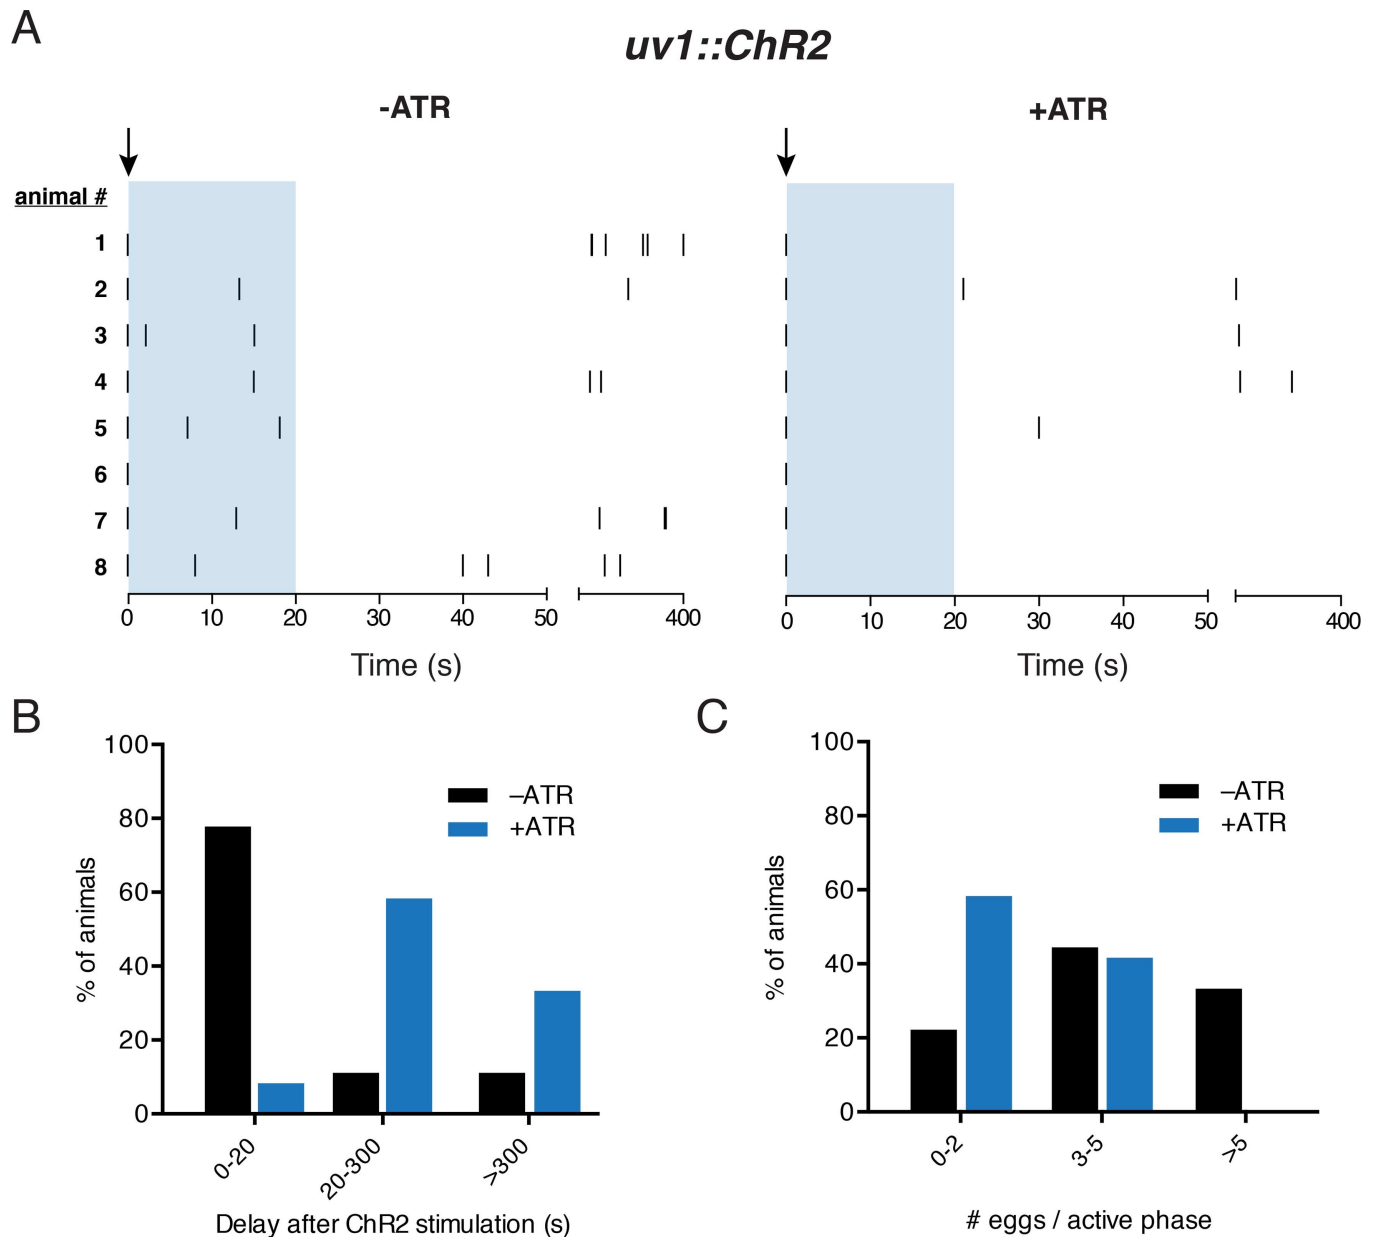 A
uv1::ChR2
-ATR
+ATR
animal #
1
2
3
4
5
6
7
8
0 10 20 30 40 50 400
0 10 20 30 40 50 400
Time (s)
Time (s)
B
100
80
60
40
20
0
% of animals
–ATR
+ATR
0-20
20-300
>300
Delay after ChR2 stimulation (s)
C
100
80
60
40
20
0
% of animals
–ATR
+ATR
0-2
3-5
>5
# eggs / active phase